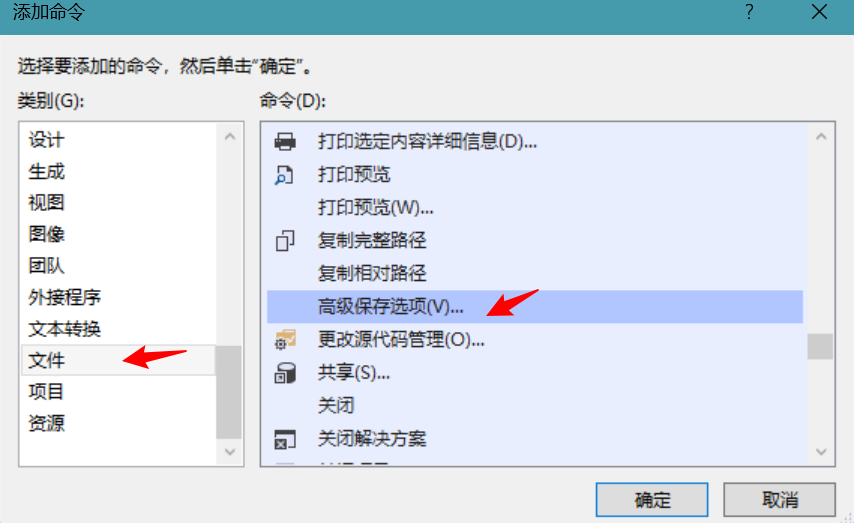 添加命令
?
选择要添加的命令，然后单击“确定”。
类别(G):
命令(D):
设计
生成
视图
图像
团队
外接程序
文本转换
文件
项目
资源
打印选定内容详细信息(D)...
打印预览
打印预览(W)...
复制完整路径
复制相对路径
高级保存选项(V)...
更改源代码管理(O)...
共享(S)...
关闭
关闭解决方案
确定
取消